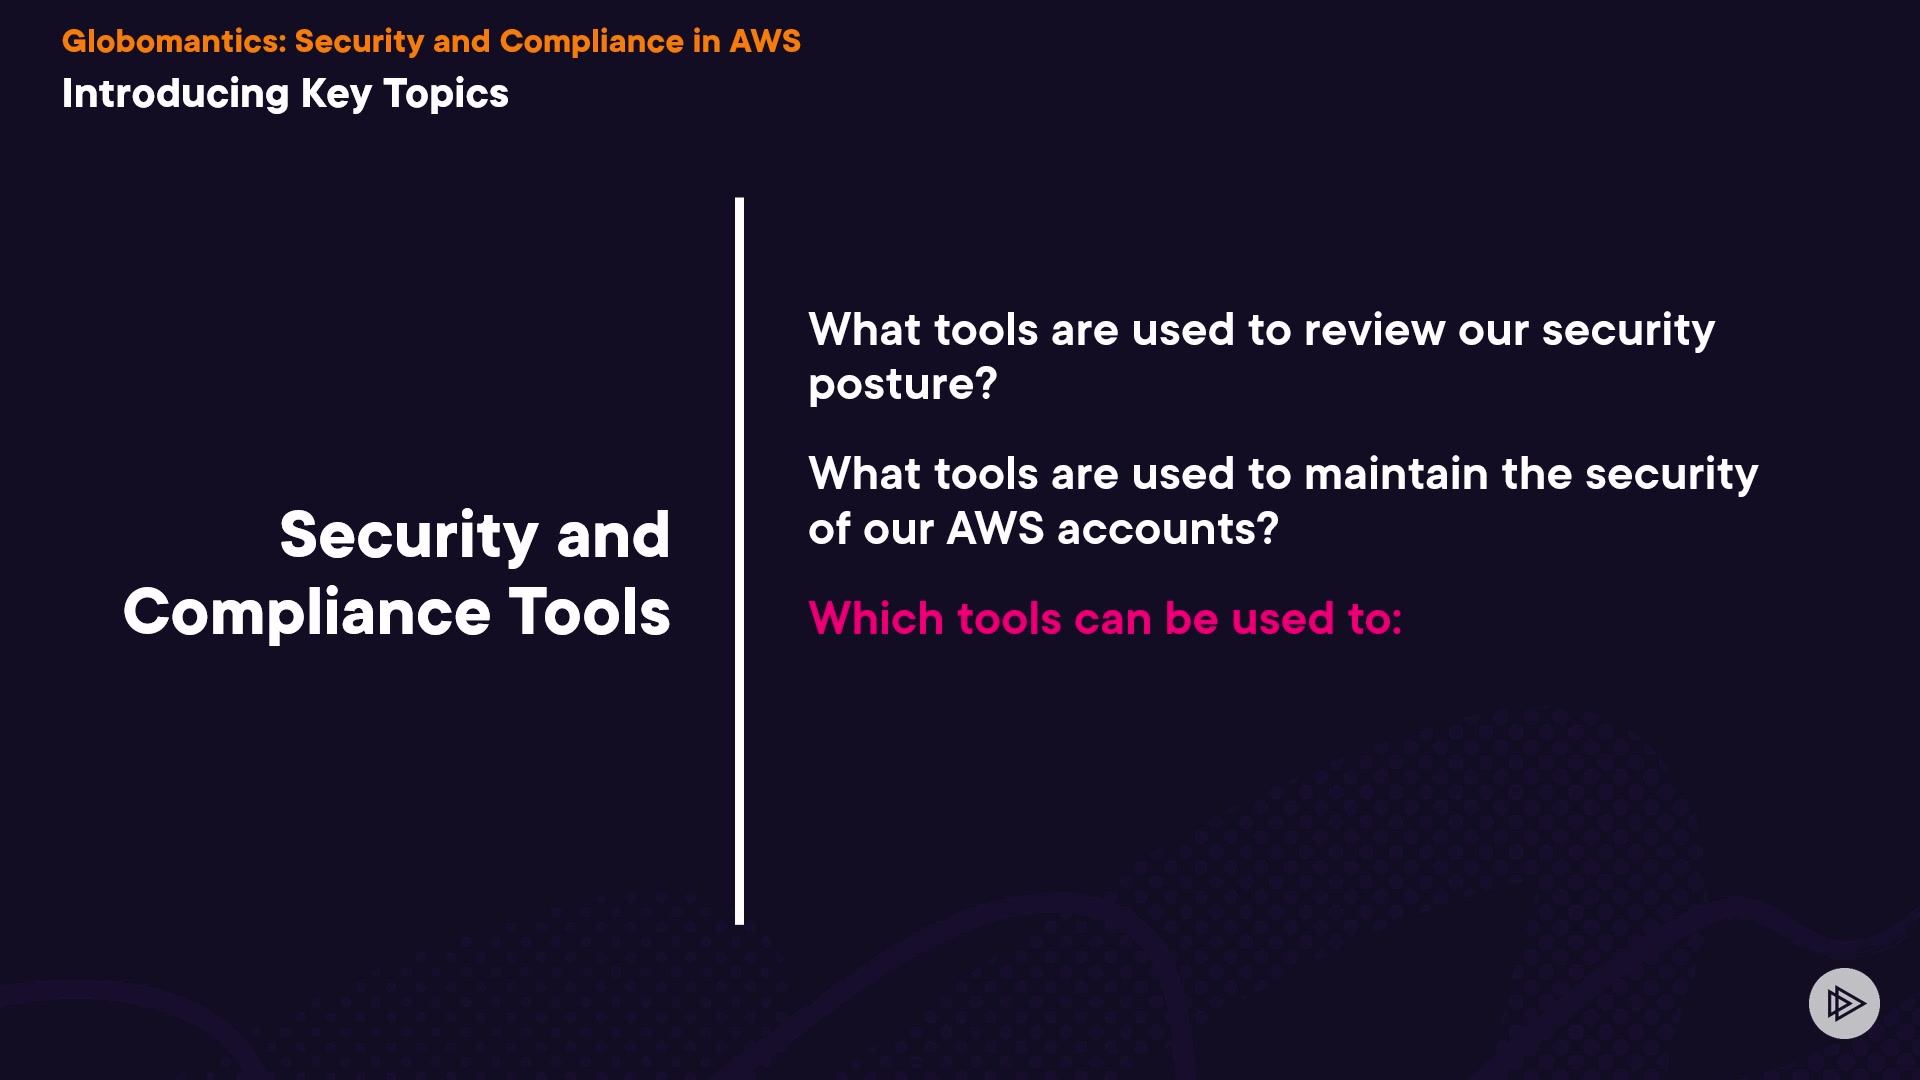 Globomantics: Security and Compliance in AWS
Introducing Key Topics
Security and
Compliance Tools
What tools are used to review our security
posture?
What tools are used to maintain the security
of our AWS accounts?
Which tools can be used to: